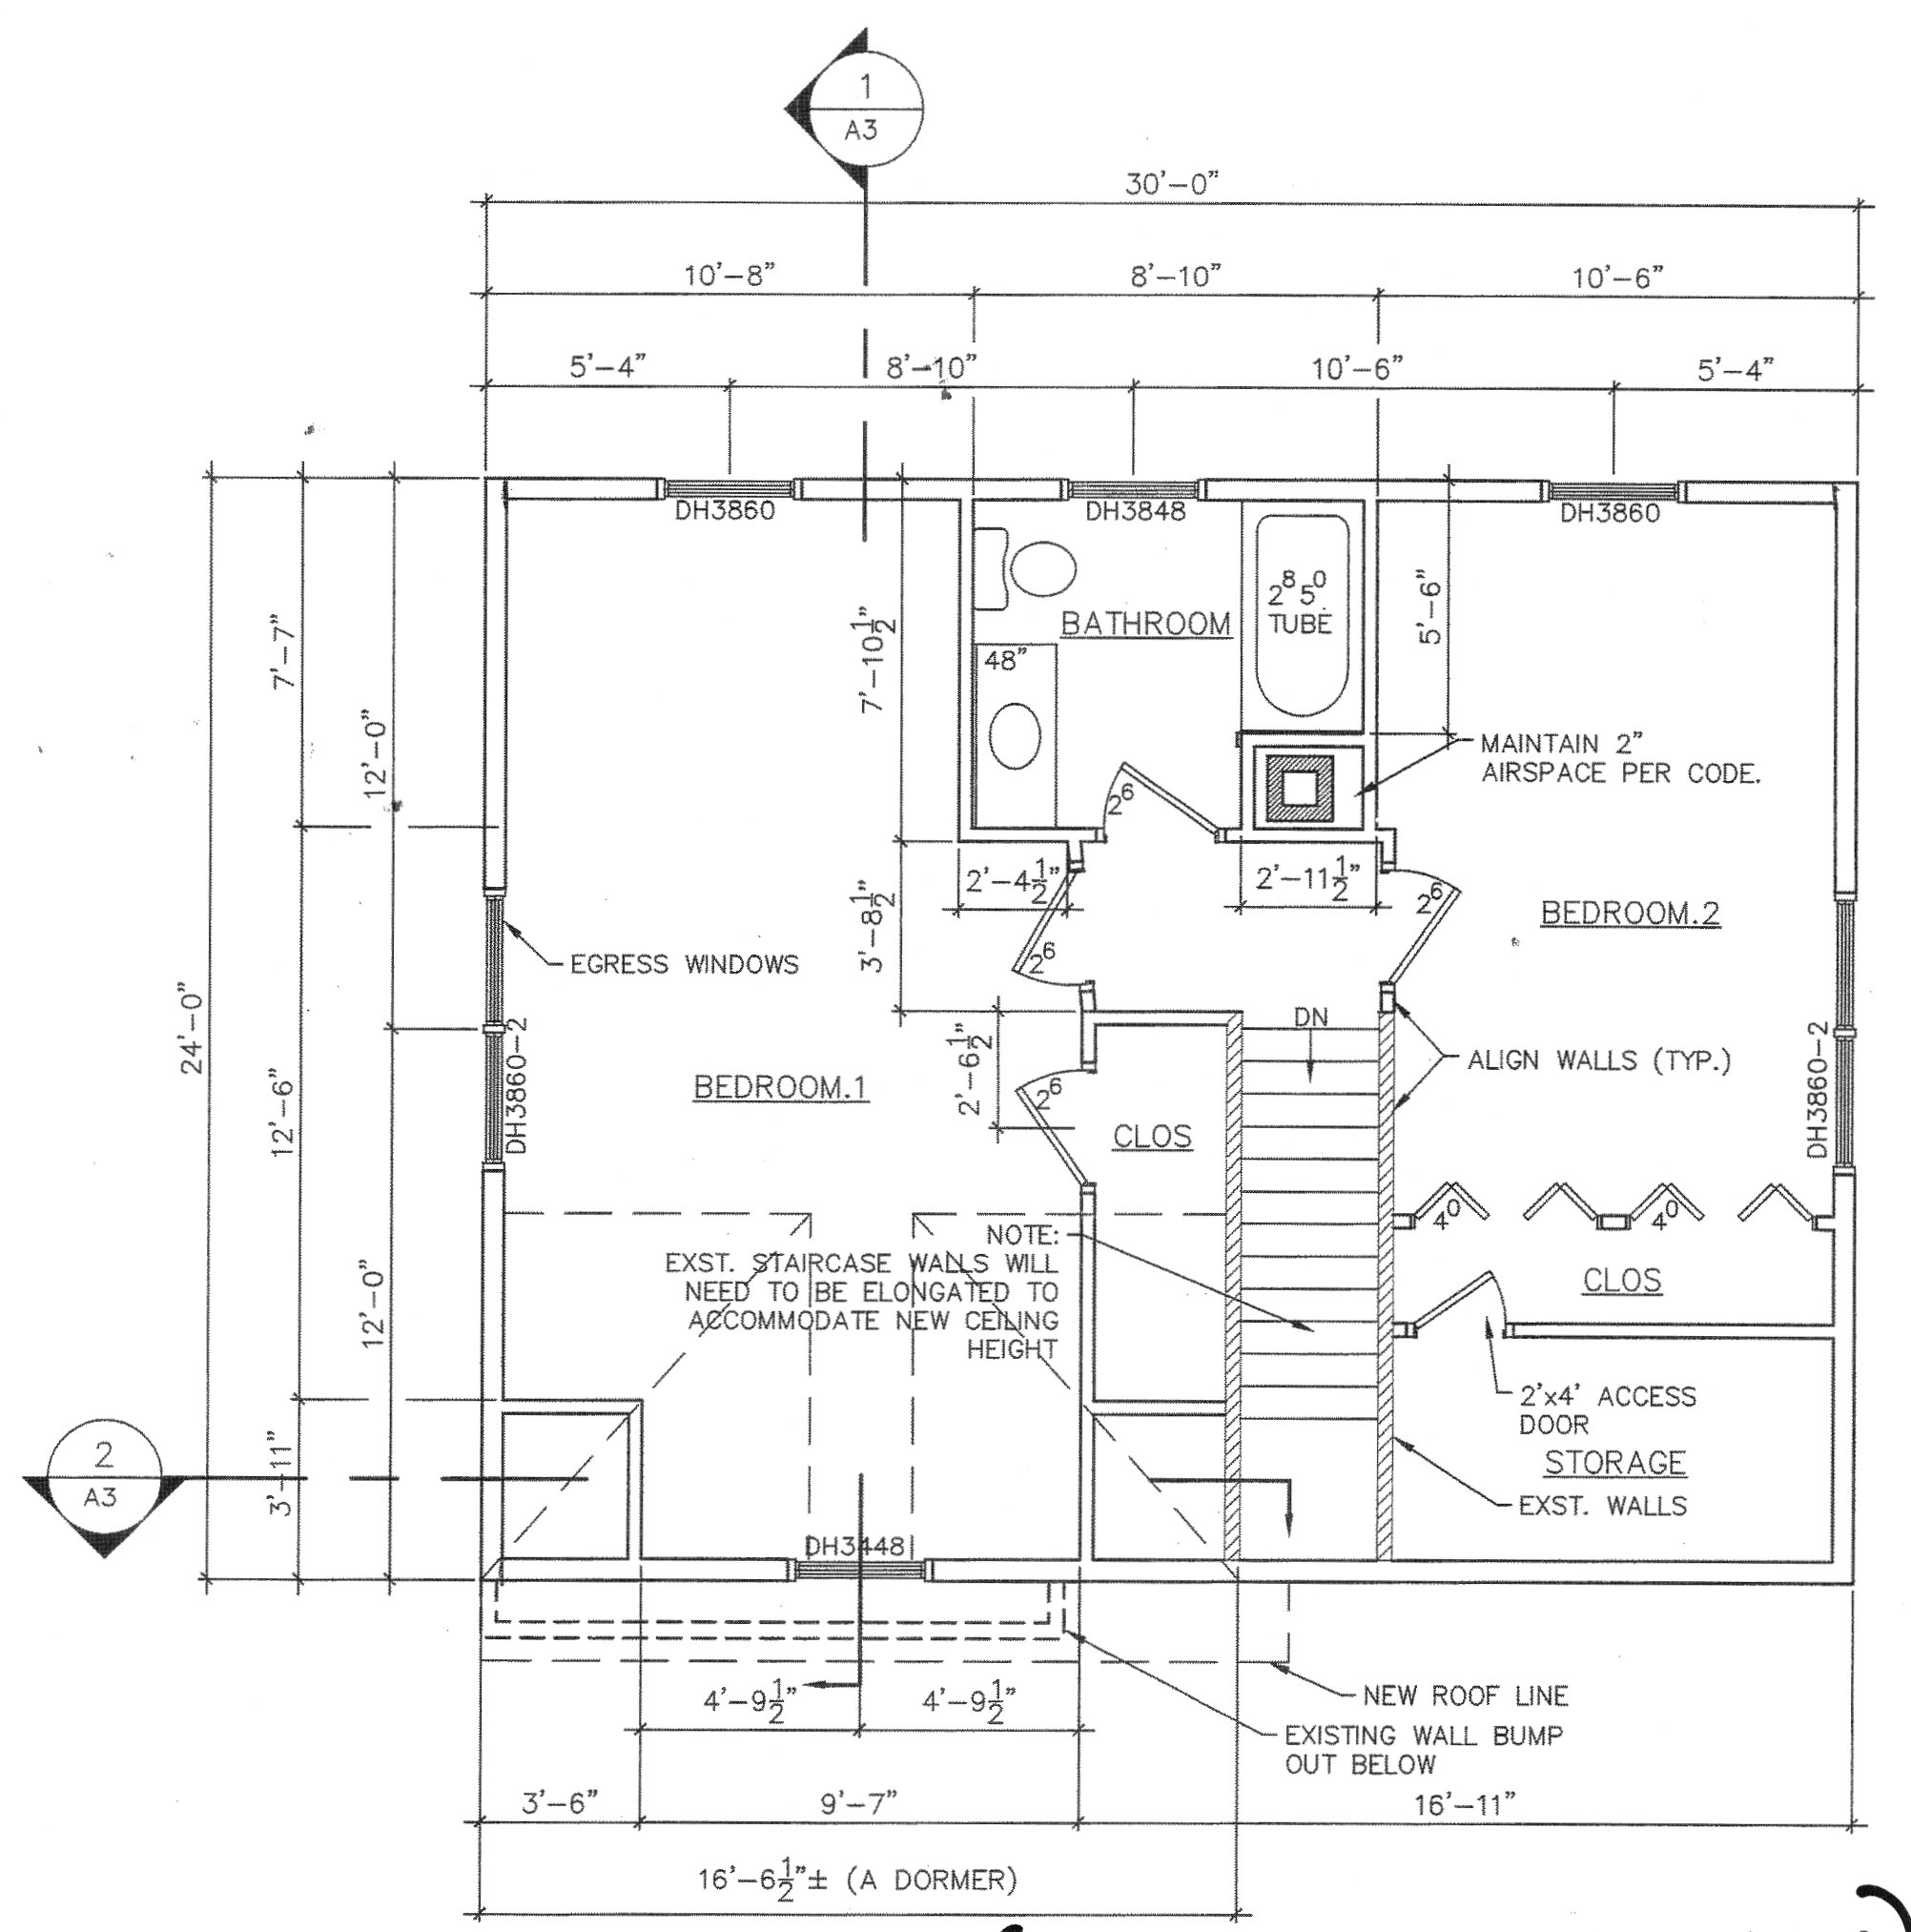 1
A3
30'-0"
10'-8"
8'-10"
10'-6"
5'-4"
8'-10"
10'-6"
5'-4"
DH3860
DH3848
DH3860
2⁸5⁰
TUBE
BATHROOM
48"
7'-7"
12'-0"
7'-10 1/2"
5'-6"
MAINTAIN 2"
AIRSPACE PER CODE.
2⁶
2'-4 1/2"
2'-11 1/2"
2⁶
BEDROOM.2
3'-8 1/2"
2⁶
EGRESS WINDOWS
24'-0"
DN
DH3860-2
2'-6 1/2"
ALIGN WALLS (TYP.)
DH3860-2
BEDROOM.1
2⁶
12'-6"
CLOS
4⁰
4⁰
NOTE:
EXST. STAIRCASE WALLS WILL
NEED TO BE ELONGATED TO
ACCOMMODATE NEW CEILING
HEIGHT
CLOS
12'-0"
2'x4' ACCESS
DOOR
3'-11"
2
A3
STORAGE
EXST. WALLS
DH3448
NEW ROOF LINE
4'-9 1/2"
4'-9 1/2"
EXISTING WALL BUMP
OUT BELOW
3'-6"
9'-7"
16'-11"
16'-6 1/2"± (A DORMER)